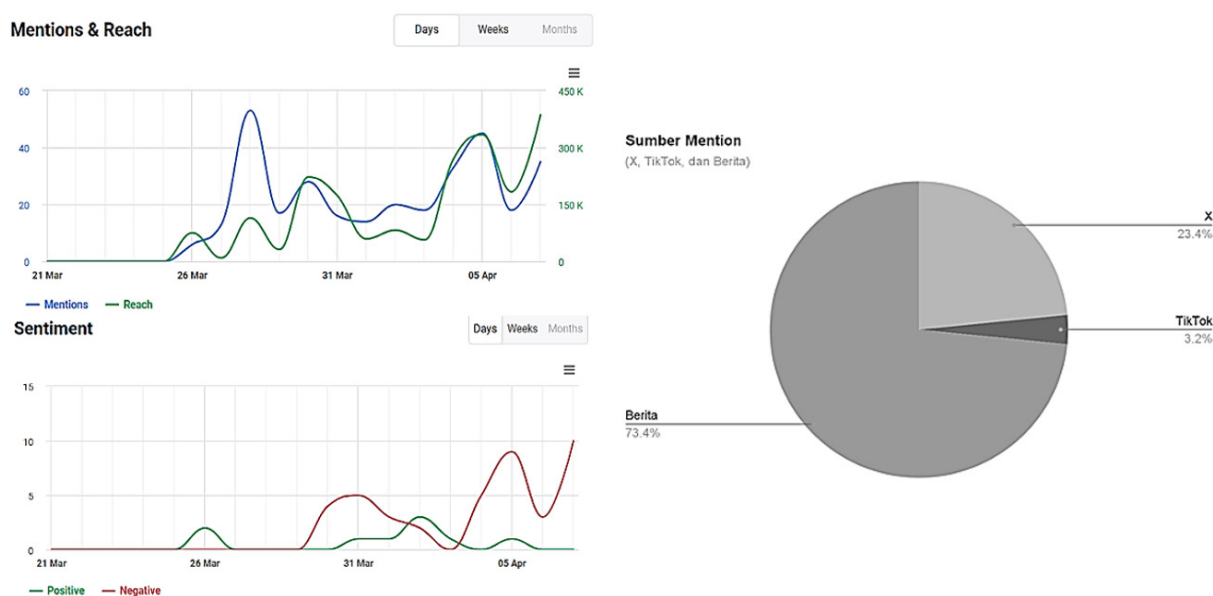 Mentions & Reach
Days Weeks Months
60 450 K
40 300 K
20 150 K
0 0
21 Mar 26 Mar 31 Mar 05 Apr
Mentions Reach
Sentiment
Days Weeks Months
15
10
5
0
21 Mar 26 Mar 31 Mar 05 Apr
Positive Negative
Sumber Mention
(X, TikTok, dan Berita)
X
23.4%
TikTok
3.2%
Berita
73.4%